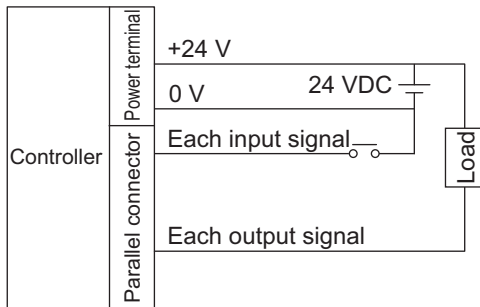 Controller
Power terminal
Parallel connector
+24 V
0 V
24 VDC
Each input signal
Load
Each output signal